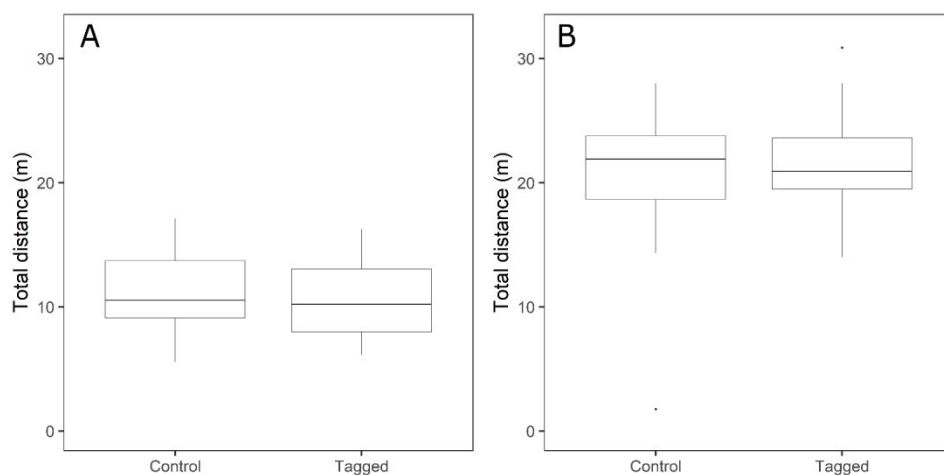 A
Total distance (m)
30
20
10
0
Control
Tagged
B
Total distance (m)
30
20
10
0
Control
Tagged